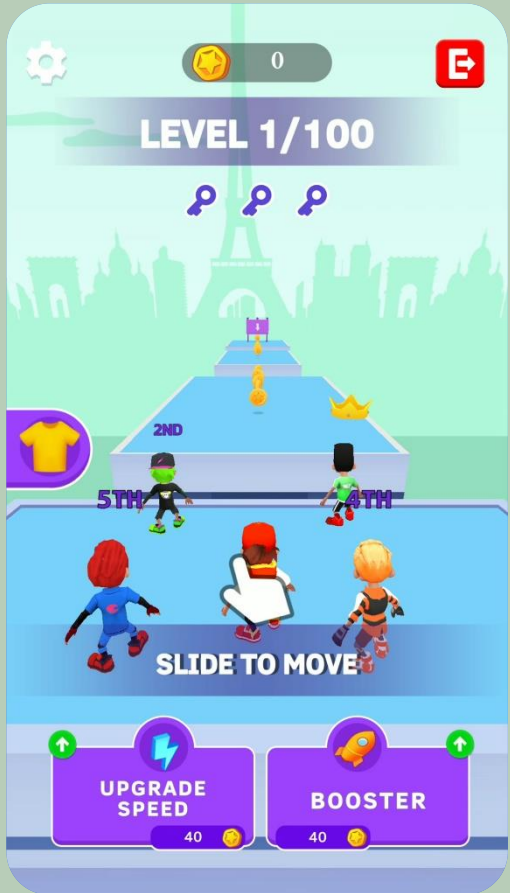 0
LEVEL 1/100
2ND
5TH
4TH
SLIDE TO MOVE
UPGRADE
SPEED
40
BOOSTER
40